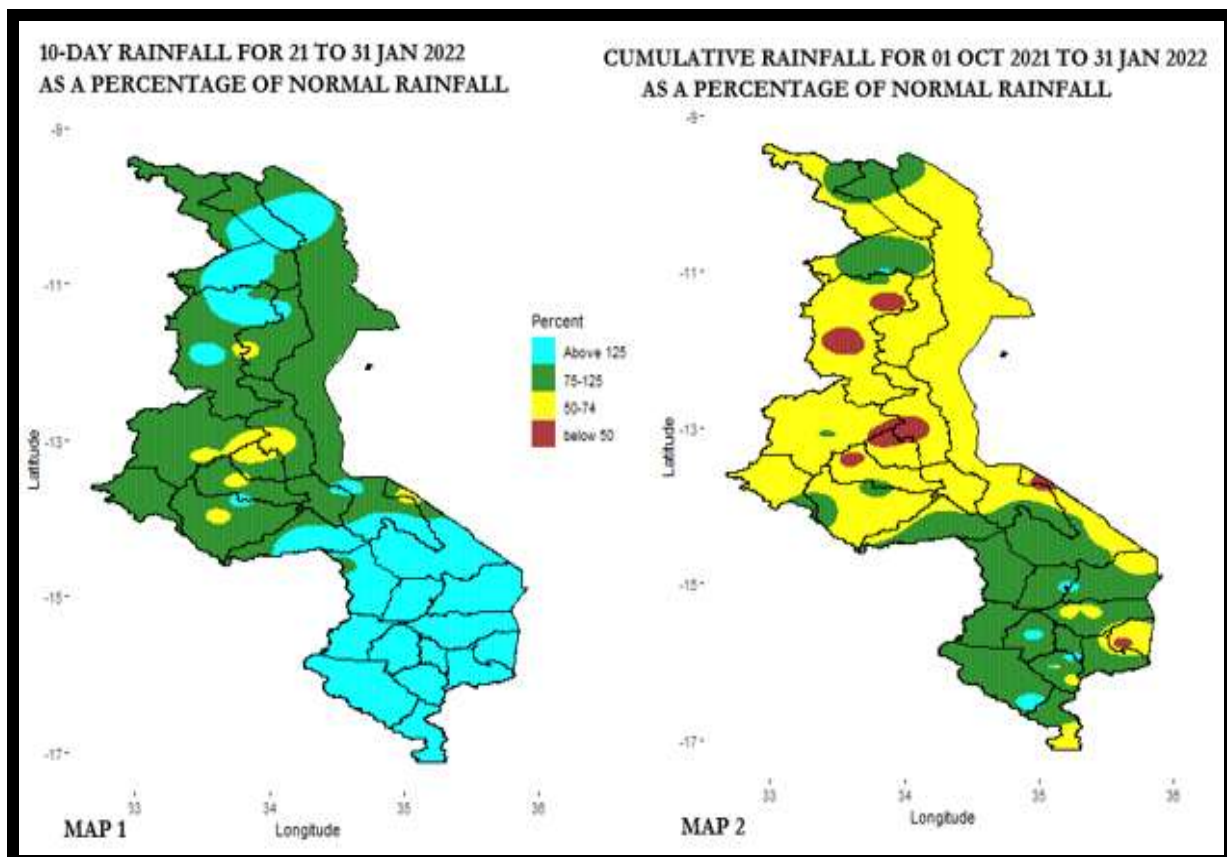 10-DAY RAINFALL FOR 21 TO 31 JAN 2022
AS A PERCENTAGE OF NORMAL RAINFALL
CUMULATIVE RAINFALL FOR 01 OCT 2021 TO 31 JAN 2022
AS A PERCENTAGE OF NORMAL RAINFALL
-9
-11
-13
-15
-17
Latitude
33
34
35
36
Longitude
MAP 1
Percent
Above 125
75-125
50-74
below 50
-9
-11
-13
-15
-17
Latitude
33
34
35
36
Longitude
MAP 2